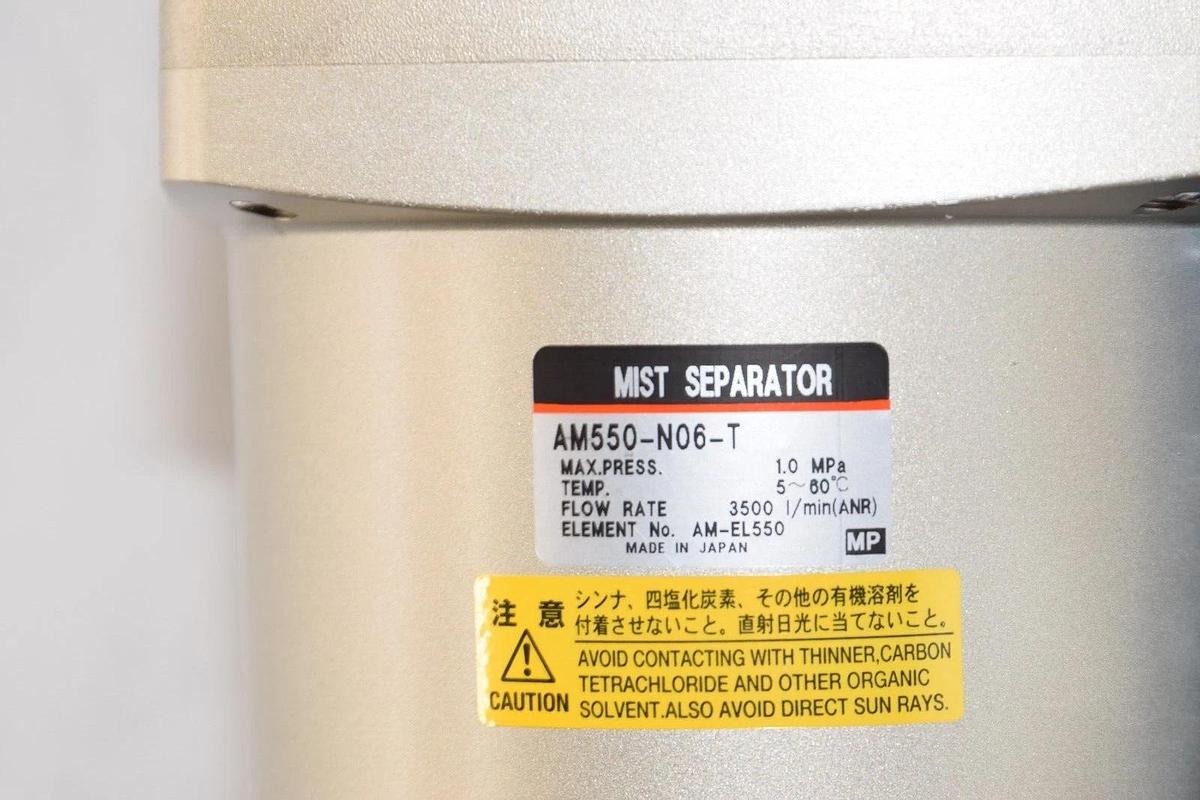 MIST SEPARATOR
AM550-N06-T
MAX.PRESS. 1.0 MPa
TEMP. 5~60℃
FLOW RATE 3500 l/min(ANR)
ELEMENT No. AM-EL550
MADE IN JAPAN
MP
注 意
シンナ、四塩化炭素、その他の有機溶剤を
付着させないこと。直射日光に当てないこと。
CAUTION
AVOID CONTACTING WITH THINNER,CARBON
TETRACHLORIDE AND OTHER ORGANIC
SOLVENT.ALSO AVOID DIRECT SUN RAYS.